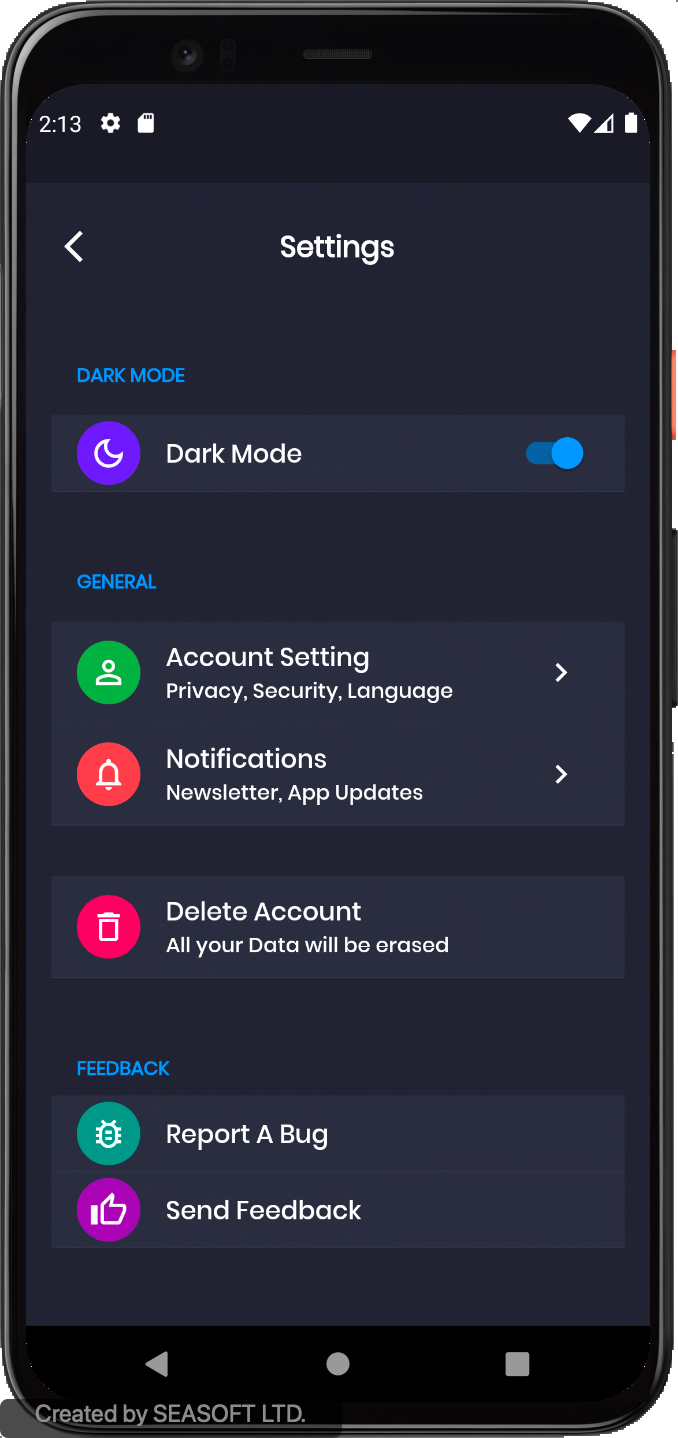 2:13
Settings
DARK MODE
Dark Mode
GENERAL
Account Setting
Privacy, Security, Language
Notifications
Newsletter, App Updates
Delete Account
All your Data will be erased
FEEDBACK
Report A Bug
Send Feedback
Created by SEASOFT LTD.